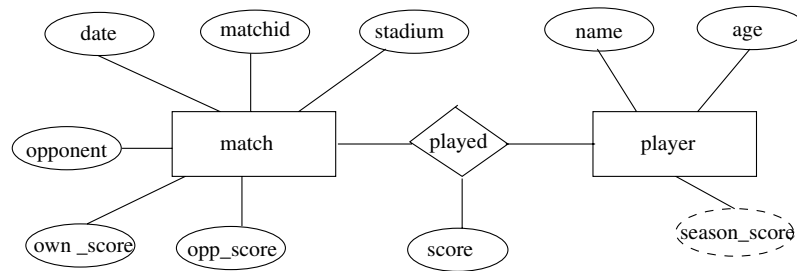 date
matchid
stadium
name
age
opponent
match
played
player
own _score
opp_score
score
season_score